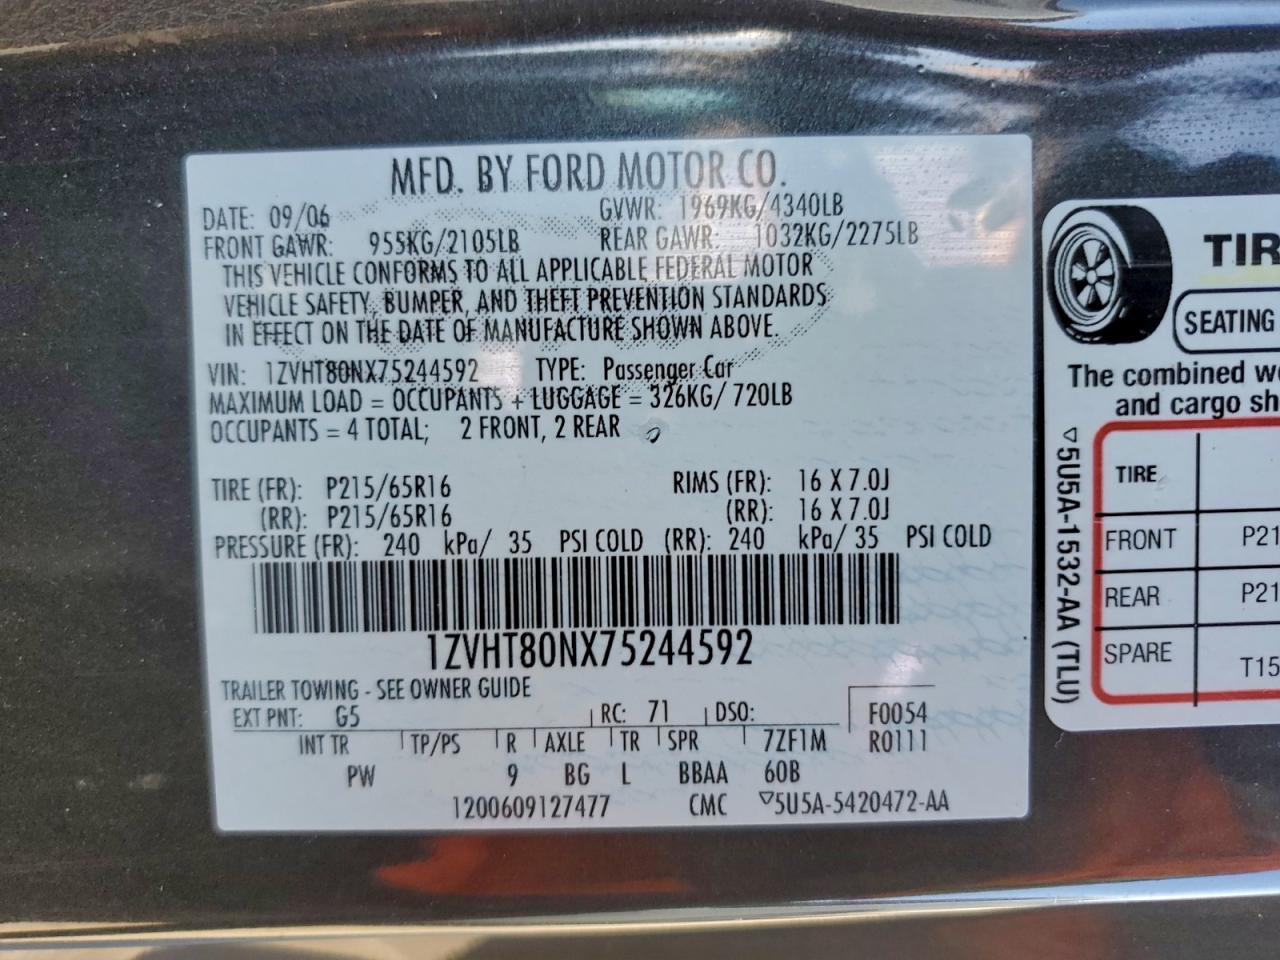 MFD. BY FORD MOTOR CO.
DATE: 09/06 GVWR: 1969KG/4340LB
FRONT GAWR: 955KG/2105LB REAR GAWR: 1032KG/2275LB
THIS VEHICLE CONFORMS TO ALL APPLICABLE FEDERAL MOTOR
VEHICLE SAFETY, BUMPER, AND THEFT PREVENTION STANDARDS
IN EFFECT ON THE DATE OF MANUFACTURE SHOWN ABOVE.
VIN: 1ZVHT80NX75244592 TYPE: Passenger Car
MAXIMUM LOAD = OCCUPANTS + LUGGAGE = 326KG/ 720LB
OCCUPANTS = 4 TOTAL; 2 FRONT, 2 REAR
TIRE (FR): P215/65R16 RIMS (FR): 16 X 7.0J
(RR): P215/65R16 (RR): 16 X 7.0J
PRESSURE (FR): 240 kPa/ 35 PSI COLD (RR): 240 kPa/ 35 PSI COLD
1ZVHT80NX75244592
TRAILER TOWING - SEE OWNER GUIDE
EXT PNT: G5 RC: 71 DSO: F0054
INT TR TP/PS R AXLE TR SPR 7ZF1M R0111
PW 9 BG L BBAA 60B
1200609127477 CMC ▽5U5A-5420472-AA
TIR
SEATING
The combined we
and cargo sh
TIRE
FRONT P21
REAR P21
SPARE T15
▽5U5A-1532-AA (TLU)